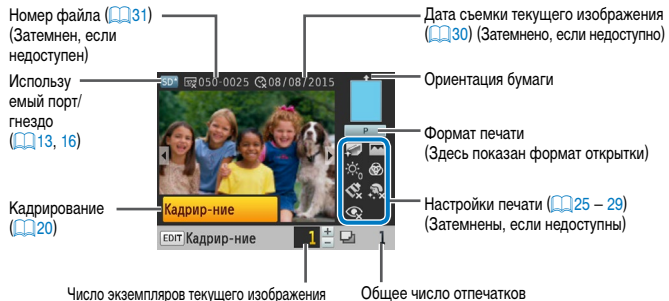 Номер файла (31)
(Затемнен, если
недоступен)
Дата съемки текущего изображения
(30) (Затемнено, если недоступно)
Использу
емый порт/
гнездо
(13, 16)
SD 050-0025 08/08/2015
Ориентация бумаги
P
Формат печати
(Здесь показан формат открытки)
Настройки печати (25 – 29)
(Затемнены, если недоступны)
Кадрирование
(20)
Кадрир-ние
EDIT Кадрир-ние 1 + − 1
Число экземпляров текущего изображения
Общее число отпечатков